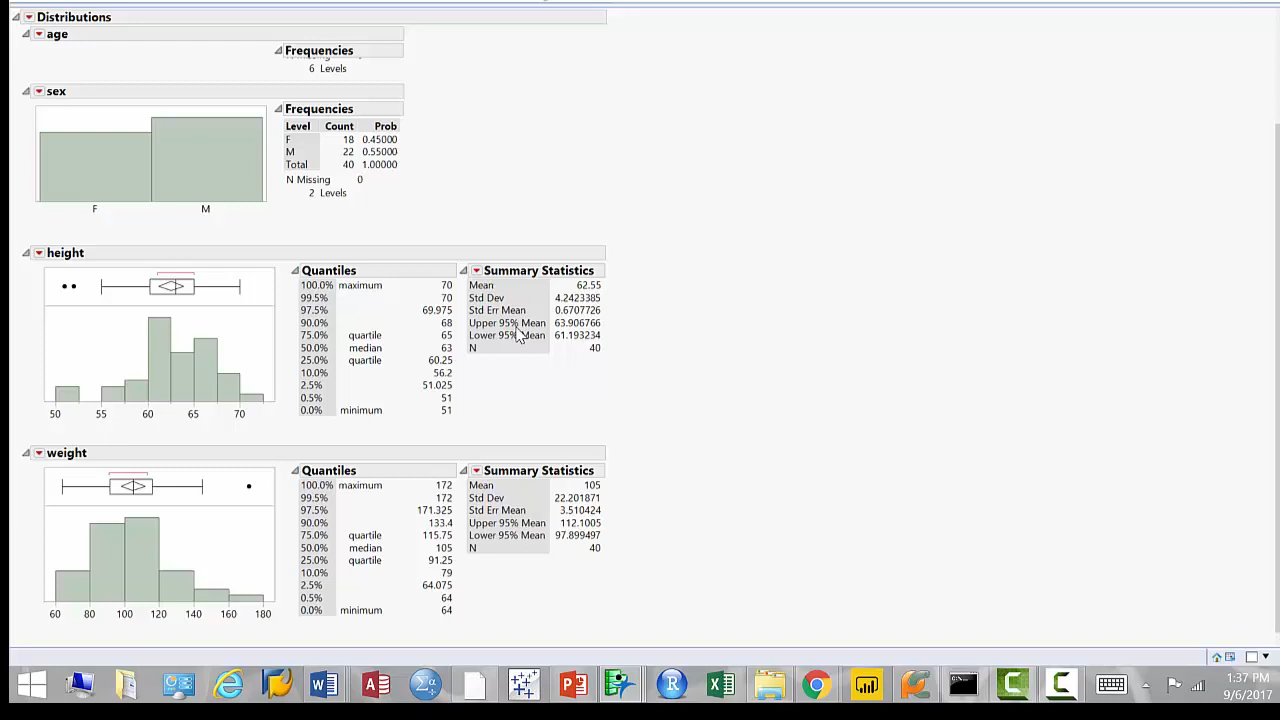 Distributions
age
Frequencies
6 Levels
sex
Frequencies
Level Count Prob
F 18 0.45000
M 22 0.55000
Total 40 1.00000
N Missing 0
2 Levels
F M
height
Quantiles
100.0% maximum 70
99.5% 70
97.5% 69.975
90.0% 68
75.0% quartile 65
50.0% median 63
25.0% quartile 60.25
10.0% 56.2
2.5% 51.025
0.5% 51
0.0% minimum 51
Summary Statistics
Mean 62.55
Std Dev 4.2423385
Std Err Mean 0.6707726
Upper 95% Mean 63.906766
Lower 95% Mean 61.193234
N 40
50 55 60 65 70
weight
Quantiles
100.0% maximum 172
99.5% 172
97.5% 171.325
90.0% 133.4
75.0% quartile 115.75
50.0% median 105
25.0% quartile 91.25
10.0% 79
2.5% 64.075
0.5% 64
0.0% minimum 64
Summary Statistics
Mean 105
Std Dev 22.201871
Std Err Mean 3.510424
Upper 95% Mean 112.1005
Lower 95% Mean 97.899497
N 40
60 80 100 120 140 160 180
1:37 PM
9/6/2017